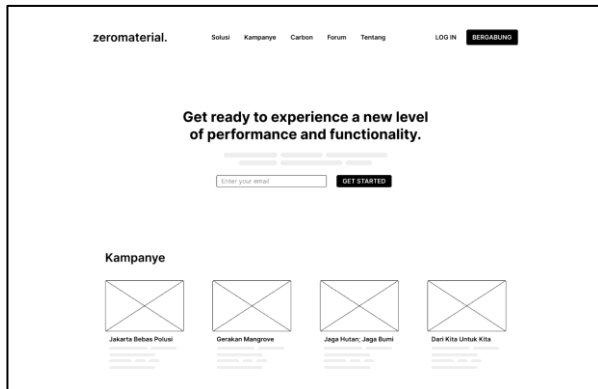 zeromaterial.
Solusi Kampanye Carbon Forum Tentang
LOG IN BERGABUNG
Get ready to experience a new level
of performance and functionality.
Enter your email GET STARTED
Kampanye
Jakarta Bebas Polusi
Gerakan Mangrove
Jaga Hutan; Jaga Bumi
Dari Kita Untuk Kita